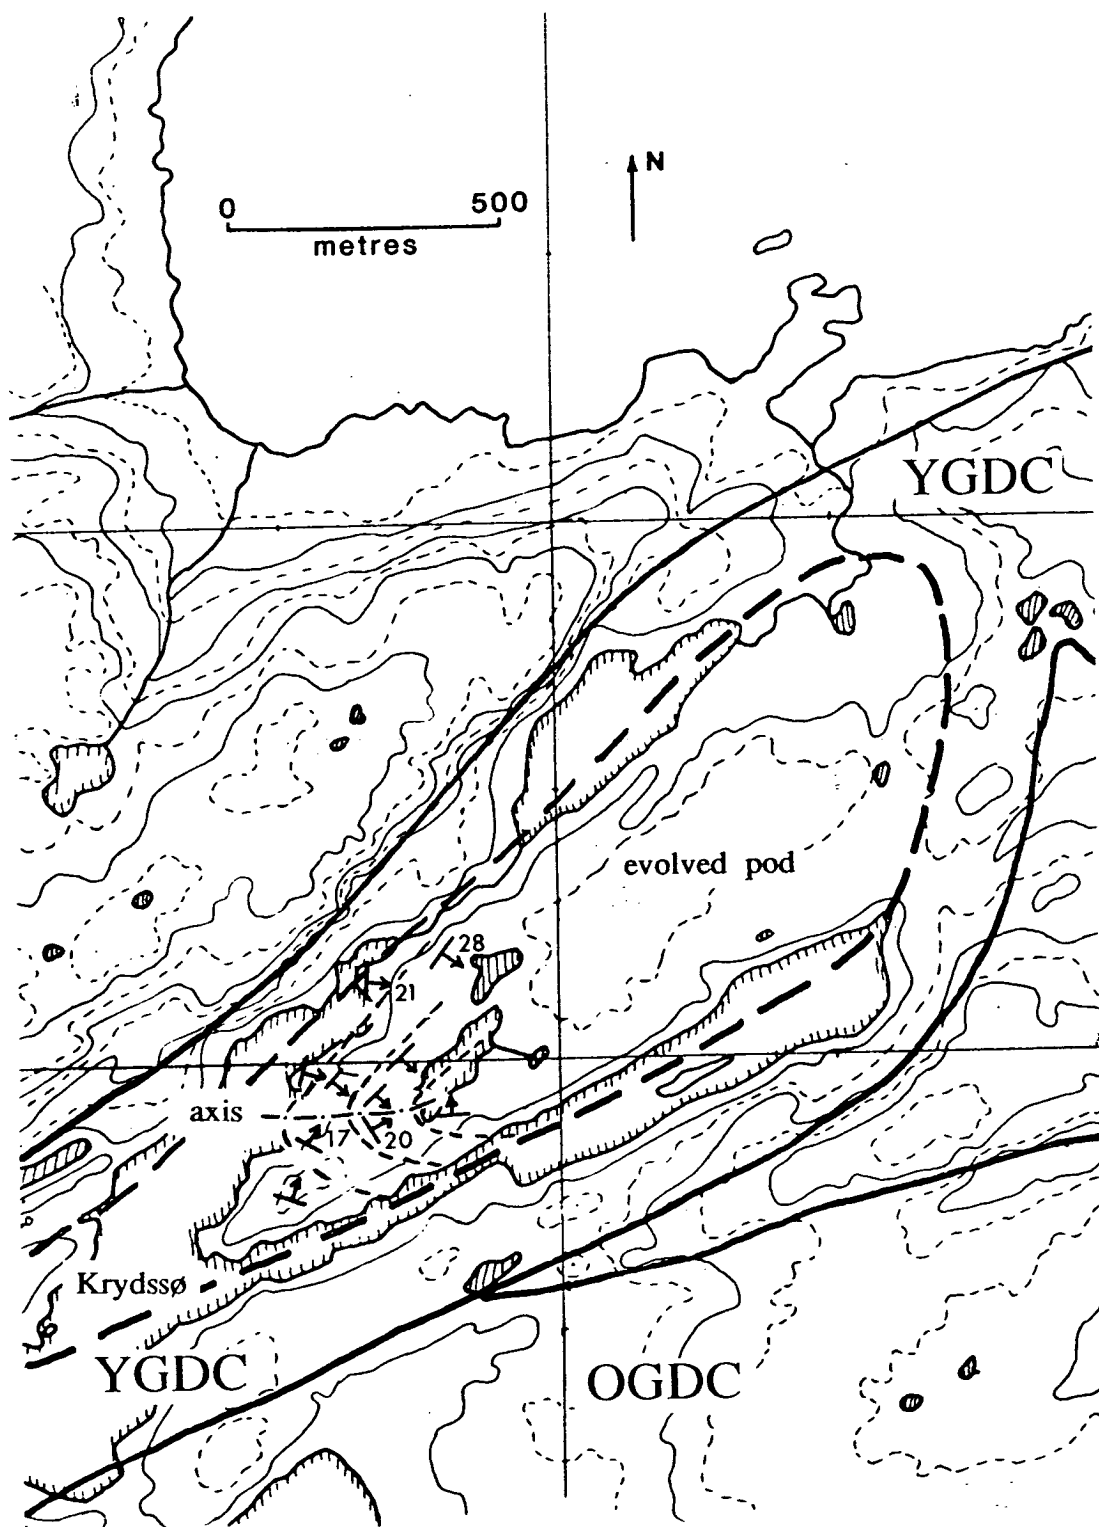 N
0 500
metres
YGDC
evolved pod
28
21
axis
17
20
Krydssø
YGDC
OGDC